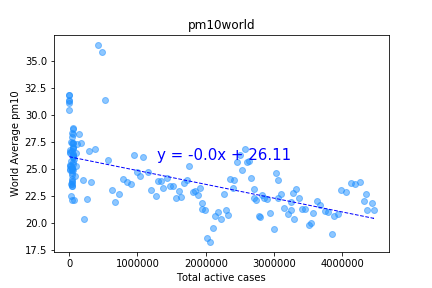 pm10world
World Average pm10
35.0
32.5
30.0
27.5
25.0
22.5
20.0
17.5
y = -0.0x + 26.11
0 1000000 2000000 3000000 4000000
Total active cases